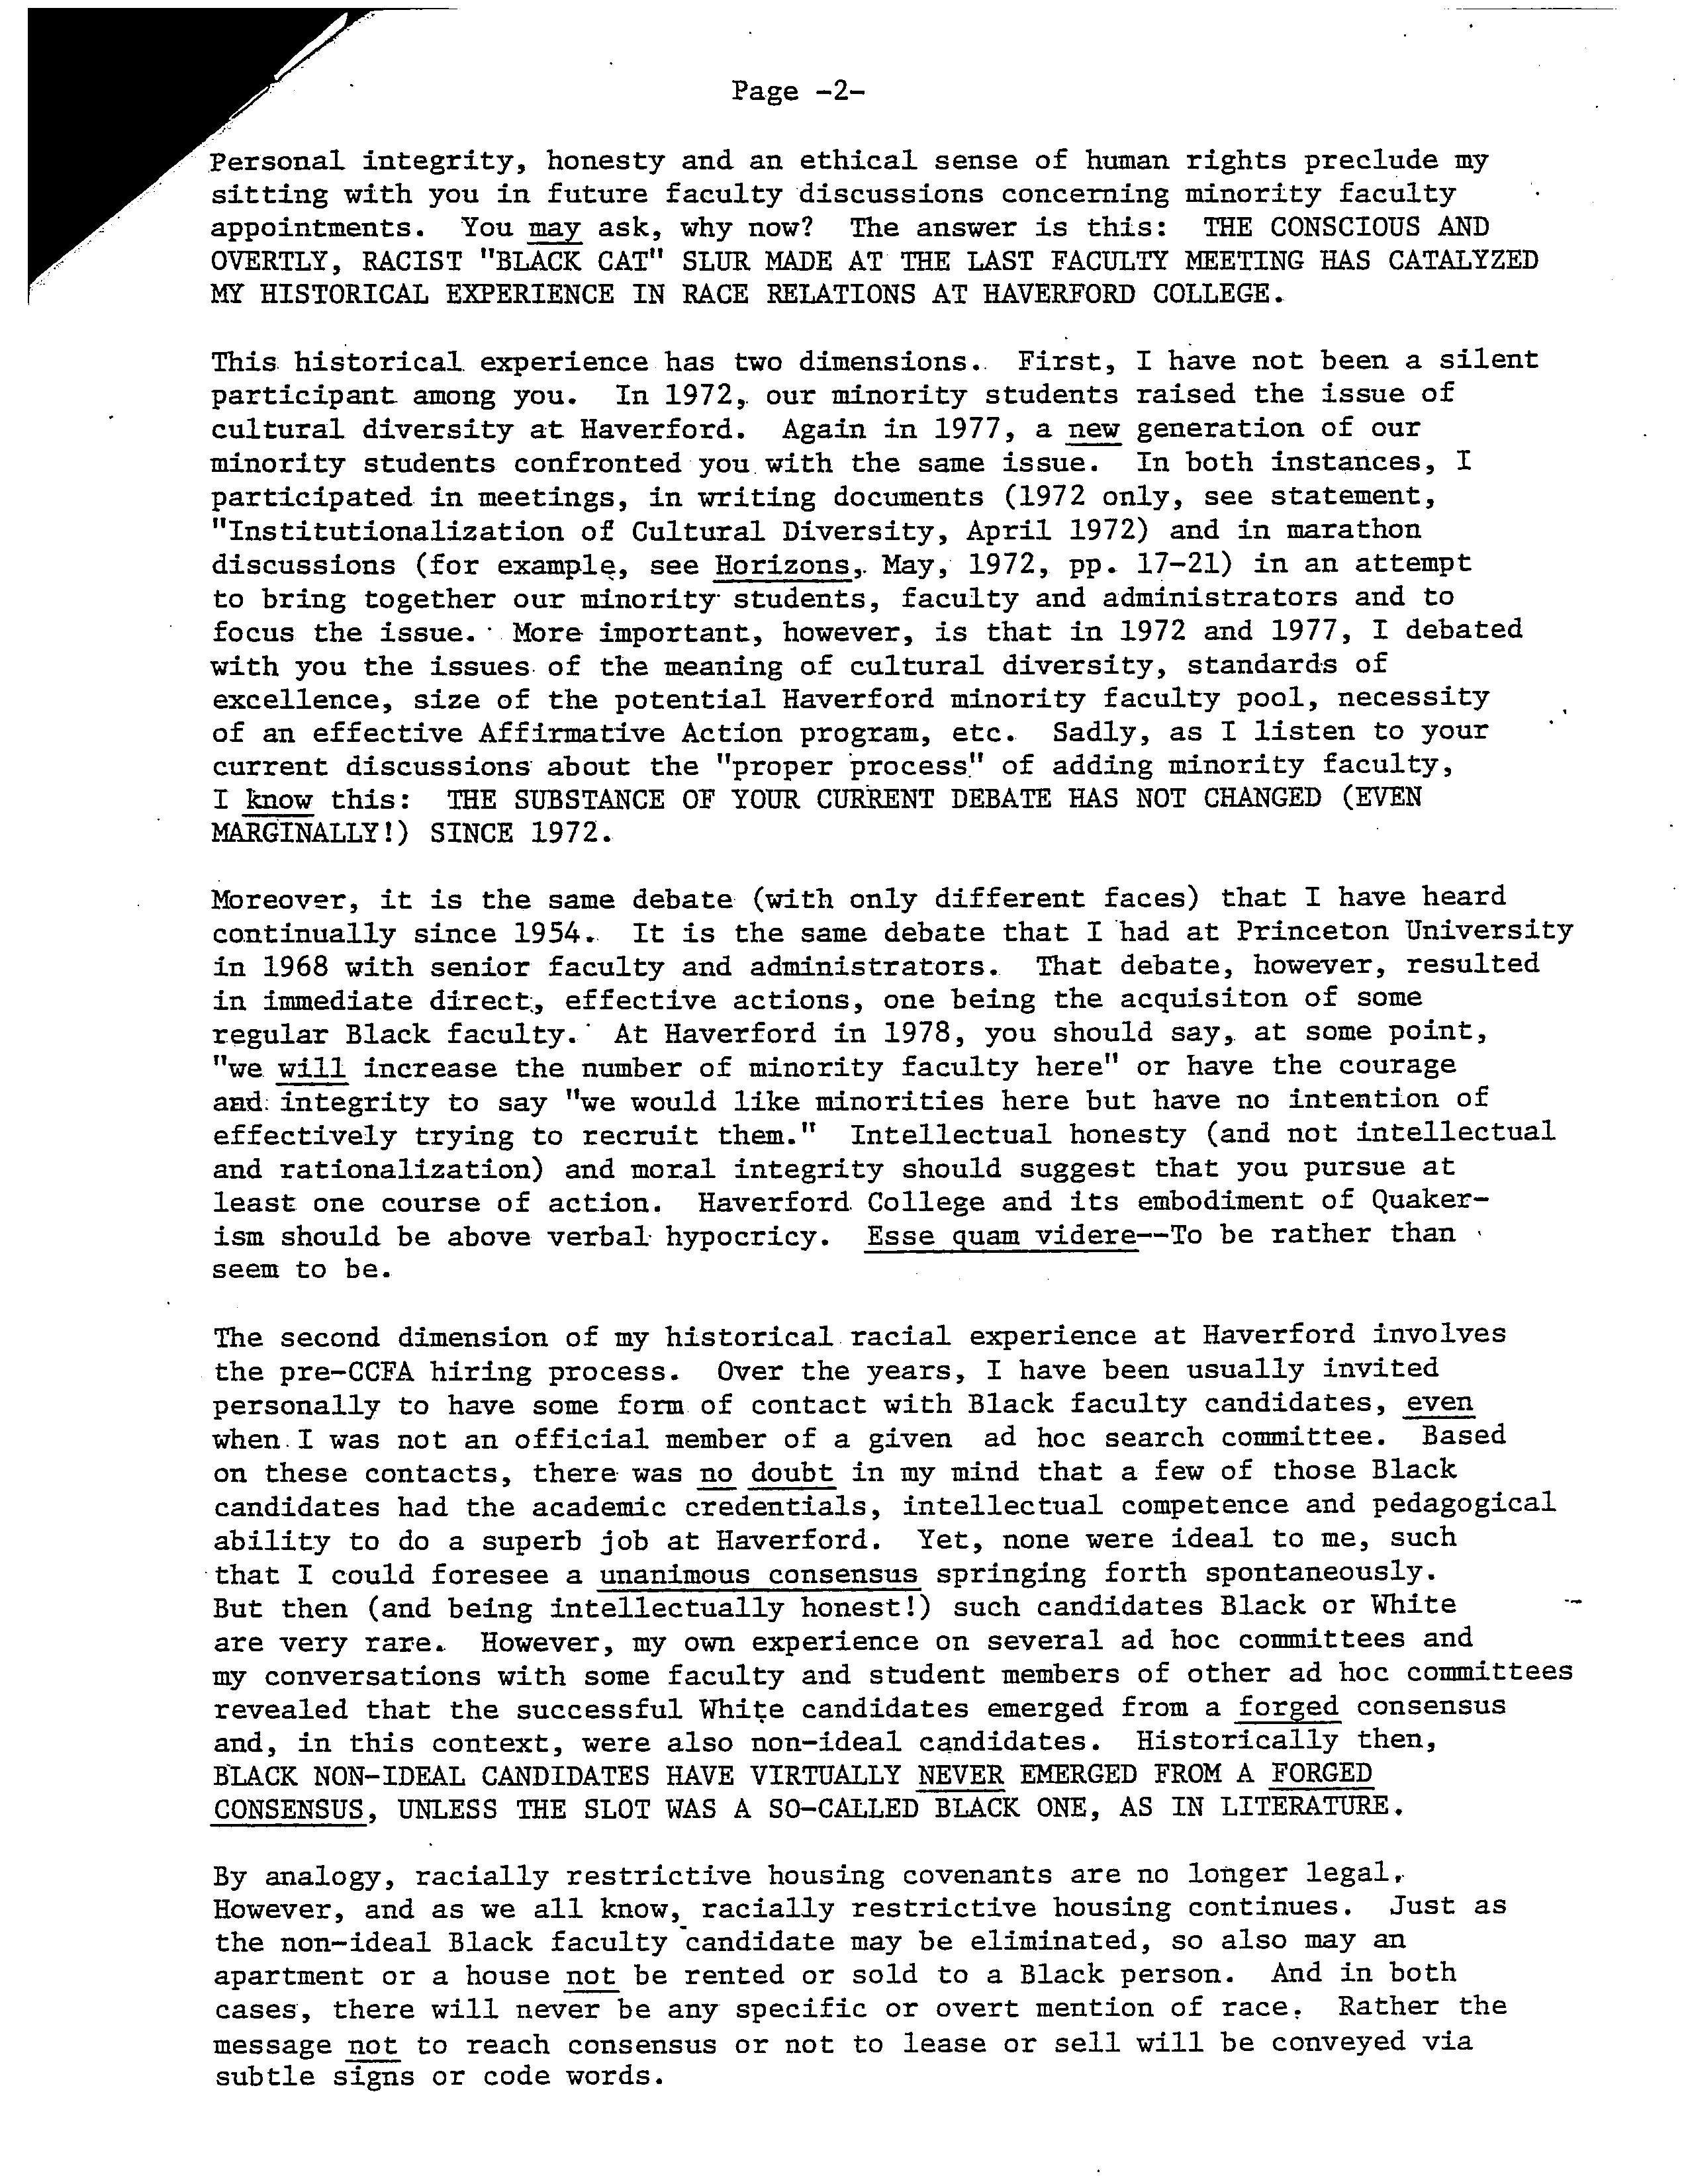 Page -2-
Personal integrity, honesty and an ethical sense of human rights preclude my
sitting with you in future faculty discussions concerning minority faculty
appointments.  You may ask, why now?  The answer is this:  THE CONSCIOUS AND
OVERTLY, RACIST "BLACK CAT" SLUR MADE AT THE LAST FACULTY MEETING HAS CATALYZED
MY HISTORICAL EXPERIENCE IN RACE RELATIONS AT HAVERFORD COLLEGE.
This historical experience has two dimensions.  First, I have not been a silent
participant among you.  In 1972, our minority students raised the issue of
cultural diversity at Haverford.  Again in 1977, a new generation of our
minority students confronted you with the same issue.  In both instances, I
participated in meetings, in writing documents (1972 only, see statement,
"Institutionalization of Cultural Diversity, April 1972) and in marathon
discussions (for example, see Horizons, May, 1972, pp. 17-21) in an attempt
to bring together our minority students, faculty and administrators and to
focus the issue.  More important, however, is that in 1972 and 1977, I debated
with you the issues of the meaning of cultural diversity, standards of
excellence, size of the potential Haverford minority faculty pool, necessity
of an effective Affirmative Action program, etc.  Sadly, as I listen to your
current discussions about the "proper process" of adding minority faculty,
I know this:  THE SUBSTANCE OF YOUR CURRENT DEBATE HAS NOT CHANGED (EVEN
MARGINALLY!) SINCE 1972.
Moreover, it is the same debate (with only different faces) that I have heard
continually since 1954.  It is the same debate that I had at Princeton University
in 1968 with senior faculty and administrators.  That debate, however, resulted
in immediate direct, effective actions, one being the acquisiton of some
regular Black faculty.  At Haverford in 1978, you should say, at some point,
"we will increase the number of minority faculty here" or have the courage
and integrity to say "we would like minorities here but have no intention of
effectively trying to recruit them."  Intellectual honesty (and not intellectual
and rationalization) and moral integrity should suggest that you pursue at
least one course of action.  Haverford College and its embodiment of Quaker-
ism should be above verbal hypocricy.  Esse quam videre--To be rather than
seem to be.
The second dimension of my historical racial experience at Haverford involves
the pre-CCFA hiring process.  Over the years, I have been usually invited
personally to have some form of contact with Black faculty candidates, even
when I was not an official member of a given  ad hoc search committee.  Based
on these contacts, there was no doubt in my mind that a few of those Black
candidates had the academic credentials, intellectual competence and pedagogical
ability to do a superb job at Haverford.  Yet, none were ideal to me, such
that I could foresee a unanimous consensus springing forth spontaneously.
But then (and being intellectually honest!) such candidates Black or White
are very rare.  However, my own experience on several ad hoc committees and
my conversations with some faculty and student members of other ad hoc committees
revealed that the successful White candidates emerged from a forged consensus
and, in this context, were also non-ideal candidates.  Historically then,
BLACK NON-IDEAL CANDIDATES HAVE VIRTUALLY NEVER EMERGED FROM A FORGED
CONSENSUS, UNLESS THE SLOT WAS A SO-CALLED BLACK ONE, AS IN LITERATURE.
By analogy, racially restrictive housing covenants are no longer legal.
However, and as we all know, racially restrictive housing continues.  Just as
the non-ideal Black faculty candidate may be eliminated, so also may an
apartment or a house not be rented or sold to a Black person.  And in both
cases, there will never be any specific or overt mention of race.  Rather the
message not to reach consensus or not to lease or sell will be conveyed via
subtle signs or code words.